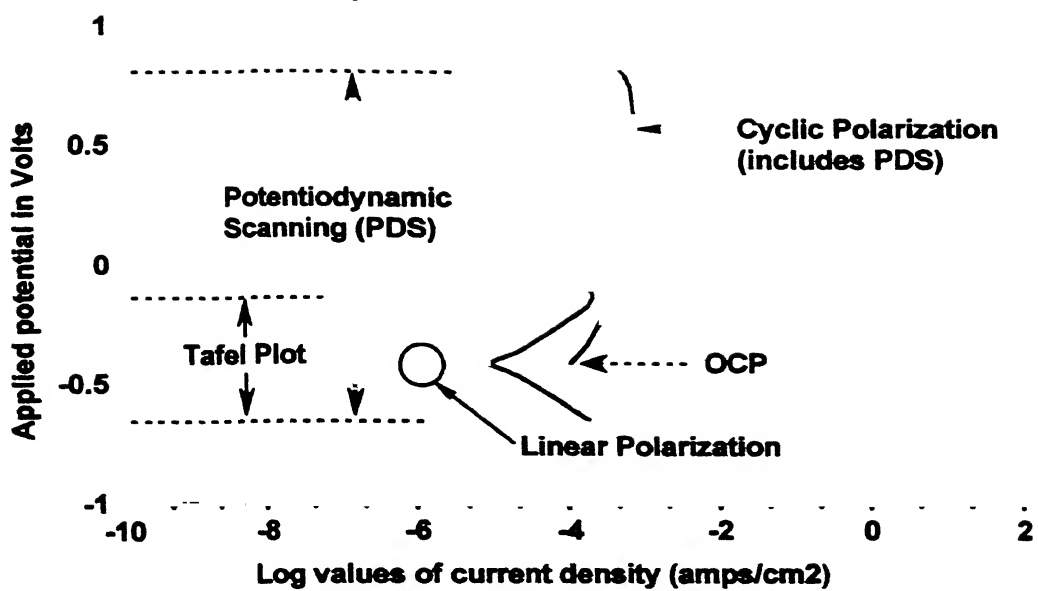 1
0.5
Cyclic Polarization
(includes PDS)
Potentiodynamic
Scanning (PDS)
0
Tafel Plot
OCP
-0.5
Linear Polarization
-1
-10 -8 -6 -4 -2 0 2
Applied potential in Volts
Log values of current density (amps/cm2)